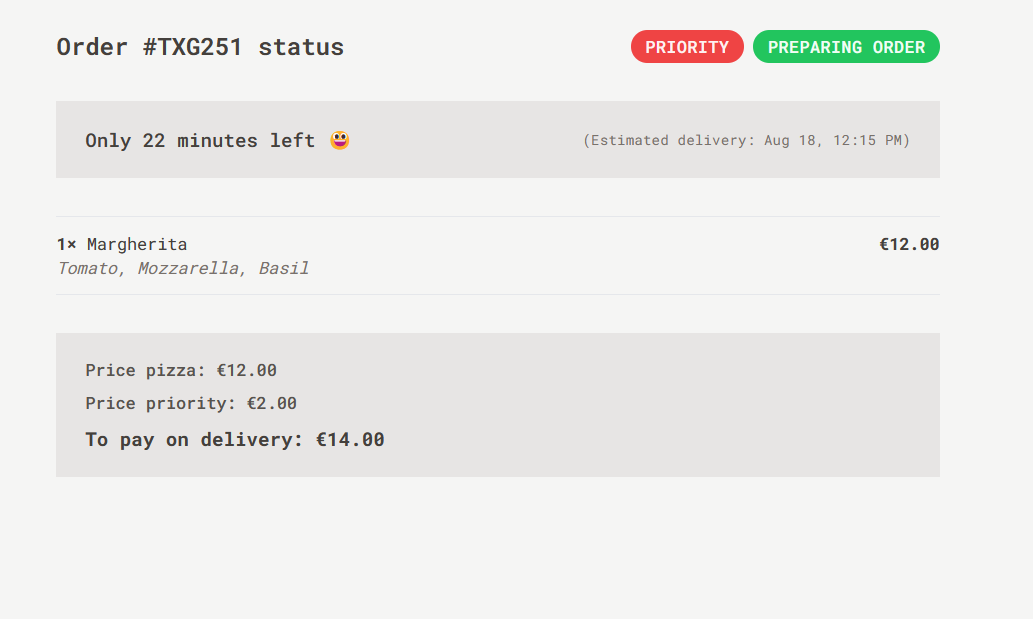 Order #TXG251 status
PRIORITY
PREPARING ORDER
Only 22 minutes left 😀
(Estimated delivery: Aug 18, 12:15 PM)
1× Margherita
€12.00
Tomato, Mozzarella, Basil
Price pizza: €12.00
Price priority: €2.00
To pay on delivery: €14.00